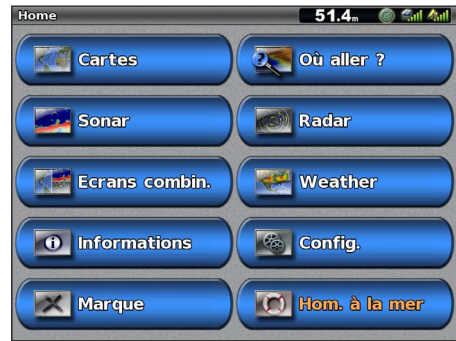 Home 51.4m
Cartes
Où aller ?
Sonar
Radar
Ecrans combin.
Weather
Informations
Config.
Marque
Hom. à la mer